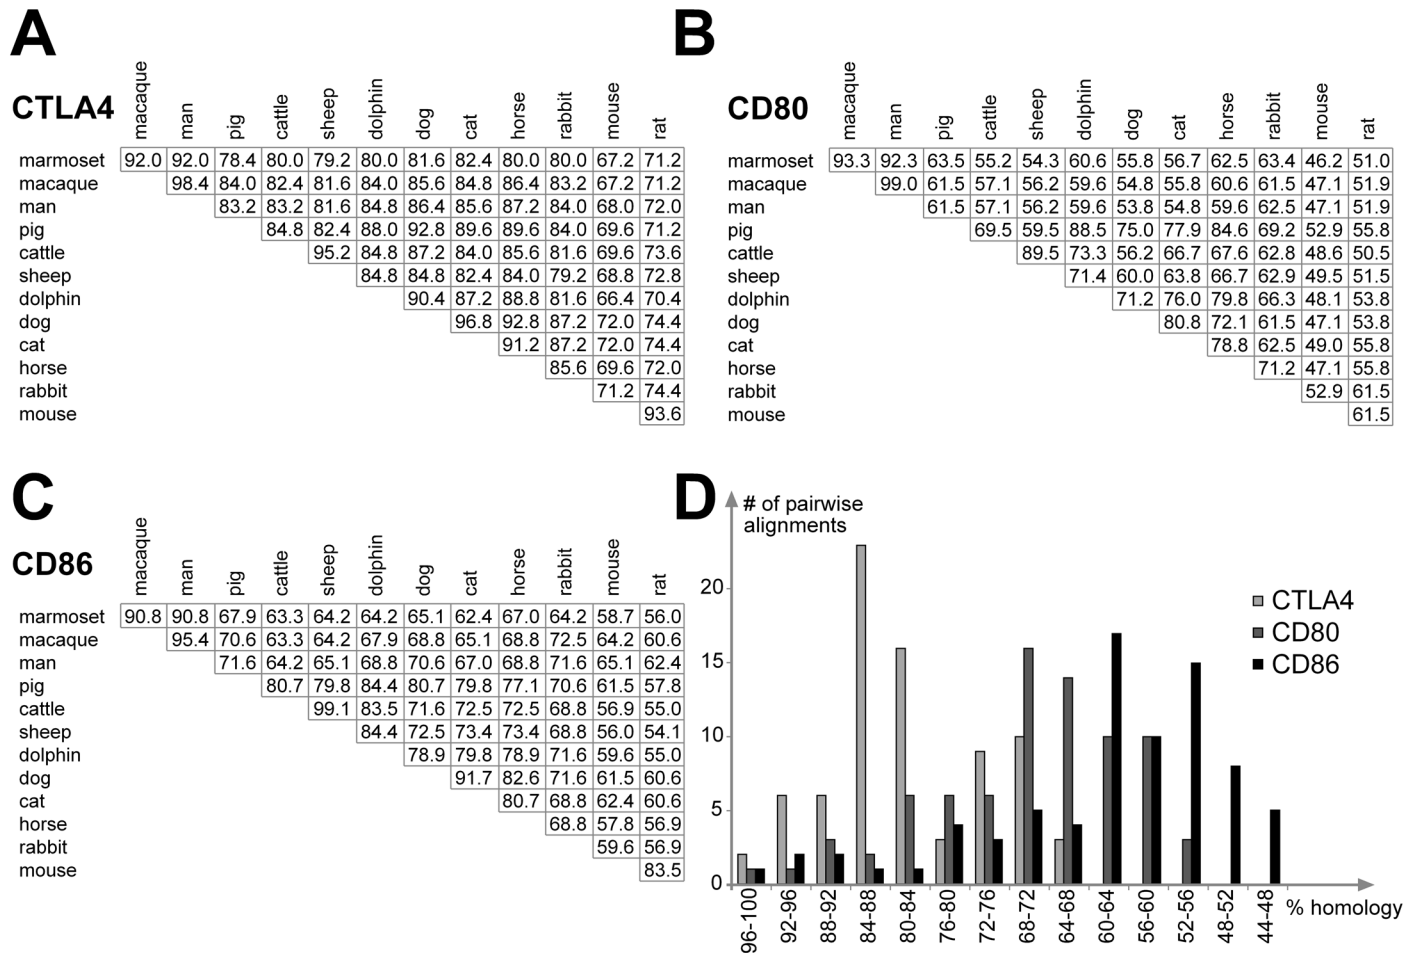 A
CTLA4
macaque man pig cattle sheep dolphin dog cat horse rabbit mouse rat
marmoset 92.0 92.0 78.4 80.0 79.2 80.0 81.6 82.4 80.0 80.0 67.2 71.2
macaque 98.4 84.0 82.4 81.6 84.0 85.6 84.8 86.4 83.2 67.2 71.2
man 83.2 83.2 81.6 84.8 86.4 85.6 87.2 84.0 68.0 72.0
pig 84.8 82.4 88.0 92.8 89.6 89.6 84.0 69.6 71.2
cattle 95.2 84.8 87.2 84.0 85.6 81.6 69.6 73.6
sheep 84.8 84.8 82.4 84.0 79.2 68.8 72.8
dolphin 90.4 87.2 88.8 81.6 66.4 70.4
dog 96.8 92.8 87.2 72.0 74.4
cat 91.2 87.2 72.0 74.4
horse 85.6 69.6 72.0
rabbit 71.2 74.4
mouse 93.6
B
CD80
macaque man pig cattle sheep dolphin dog cat horse rabbit mouse rat
marmoset 93.3 92.3 63.5 55.2 54.3 60.6 55.8 56.7 62.5 63.4 46.2 51.0
macaque 99.0 61.5 57.1 56.2 59.6 54.8 55.8 60.6 61.5 47.1 51.9
man 61.5 57.1 56.2 59.6 53.8 54.8 59.6 62.5 47.1 51.9
pig 69.5 59.5 88.5 75.0 77.9 84.6 69.2 52.9 55.8
cattle 89.5 73.3 56.2 66.7 67.6 62.8 48.6 50.5
sheep 71.4 60.0 63.8 66.7 62.9 49.5 51.5
dolphin 71.2 76.0 79.8 66.3 48.1 53.8
dog 80.8 72.1 61.5 47.1 53.8
cat 78.8 62.5 49.0 55.8
horse 71.2 47.1 55.8
rabbit 52.9 61.5
mouse 61.5
C
CD86
macaque man pig cattle sheep dolphin dog cat horse rabbit mouse rat
marmoset 90.8 90.8 67.9 63.3 64.2 64.2 65.1 62.4 67.0 64.2 58.7 56.0
macaque 95.4 70.6 63.3 64.2 67.9 68.8 65.1 68.8 72.5 64.2 60.6
man 71.6 64.2 65.1 68.8 70.6 67.0 68.8 71.6 65.1 62.4
pig 80.7 79.8 84.4 80.7 79.8 77.1 70.6 61.5 57.8
cattle 99.1 83.5 71.6 72.5 72.5 68.8 56.9 55.0
sheep 84.4 72.5 73.4 73.4 68.8 56.0 54.1
dolphin 78.9 79.8 78.9 71.6 59.6 55.0
dog 91.7 82.6 71.6 61.5 60.6
cat 80.7 68.8 62.4 60.6
horse 68.8 57.8 56.9
rabbit 59.6 56.9
mouse 83.5
D
# of pairwise
alignments
20
15
10
5
0
CTLA4
CD80
CD86
96-100 92-96 88-92 84-88 80-84 76-80 72-76 68-72 64-68 60-64 56-60 52-56 48-52 44-48
% homology